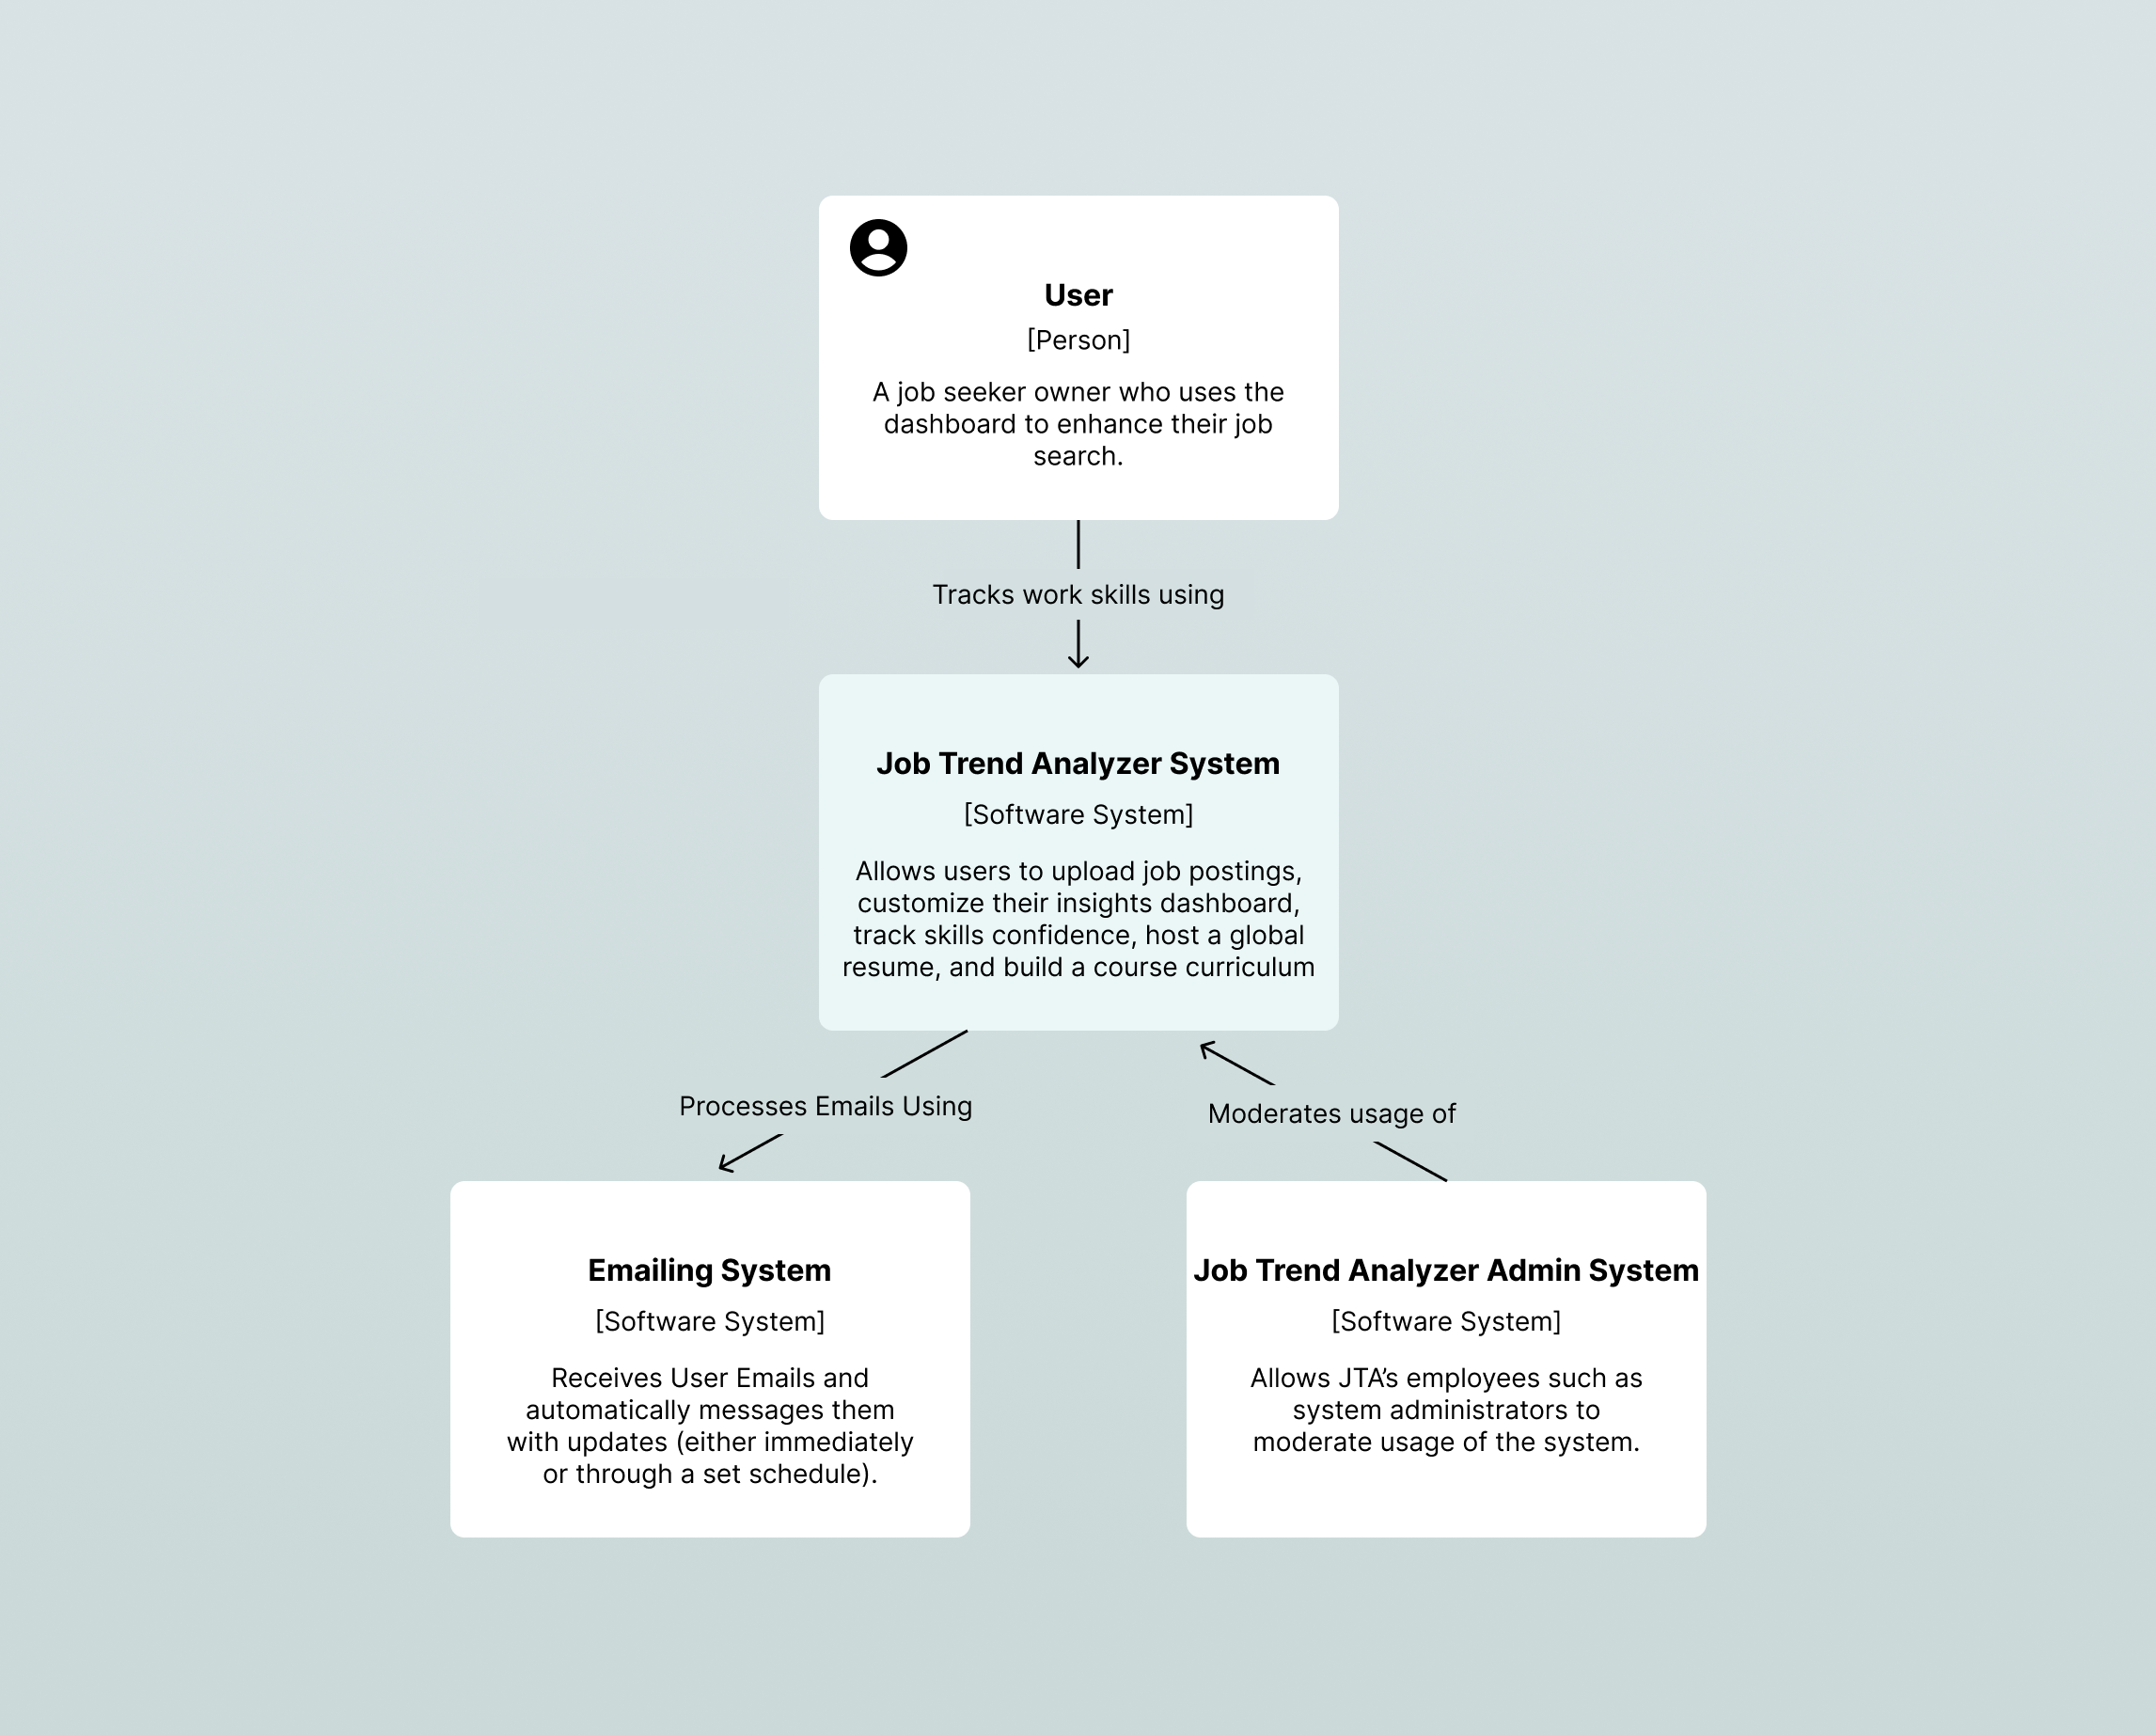 User
[Person]
A job seeker owner who uses the
dashboard to enhance their job
search.
Tracks work skills using
Job Trend Analyzer System
[Software System]
Allows users to upload job postings,
customize their insights dashboard,
track skills confidence, host a global
resume, and build a course curriculum
Processes Emails Using
Moderates usage of
Emailing System
[Software System]
Receives User Emails and
automatically messages them
with updates (either immediately
or through a set schedule).
Job Trend Analyzer Admin System
[Software System]
Allows JTA’s employees such as
system administrators to
moderate usage of the system.